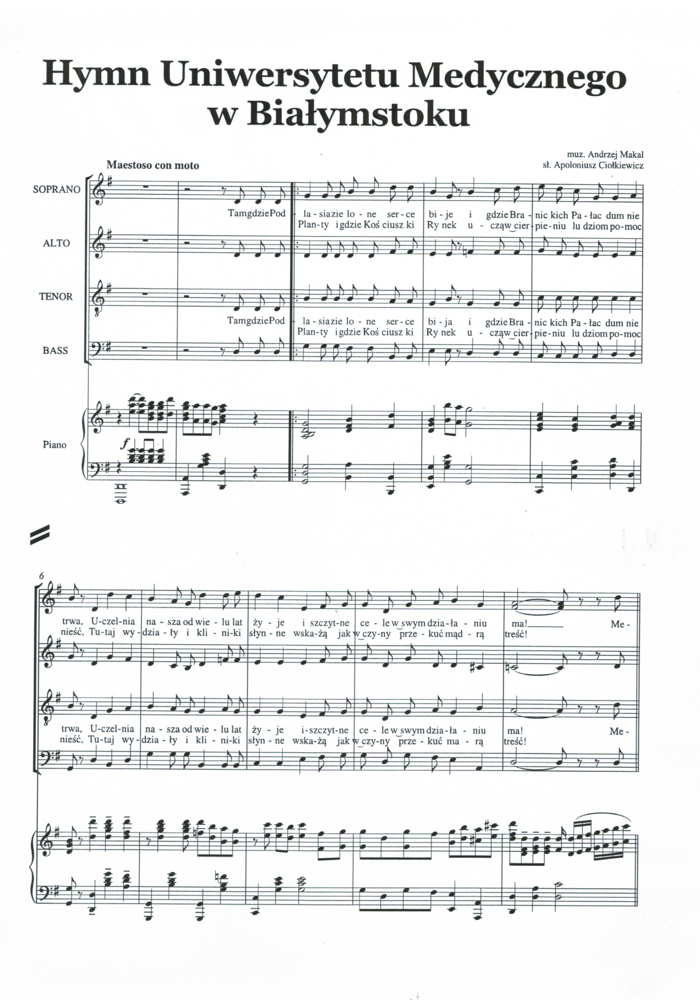 Hymn Uniwersytetu Medycznego
w Białymstoku
muz. Andrzej Makal
sł. Apoloniusz Ciołkiewicz
Maestoso con moto
SOPRANO
TamgdziePod - la - siazie lo - ne ser - ce bi - je i gdzieBra - nic kich Pa - łac dum nie
Plan-ty i gdzie Koś ciusz ki Ry nek u - cząw cier - pie - niu lu dziom po-moc
ALTO
TENOR
TamgdziePod - la - siazie lo - ne ser - ce bi - ja i gdzieBra - nic kich Pa - łac dum nie
Plan-ty i gdzie Koś ciusz ki Ry nek u - cząw cier - pie - niu lu dziom po-moc
BASS
Piano
f
6
trwa, U-czel-nia na - sza od wie - lu lat ży - je i szczyt-ne ce - le w swym dzia-ła - niu ma! Me -
nieść, Tu-taj wy - dzia - ły i kli - ni-ki słyn - ne wska-żą jak w czy-ny prze - kuć mąd - rą treść!
trwa, U-czel-nia na - sza od wie - lu lat ży - je i-szczyt-ne ce - le w swym dzia-ła - niu ma! Me -
nieść, Tu-taj wy - dzia - ły i kli - ni-ki słyn - ne wska-żą jak w czy-ny prze - kuć ma - rą treść!